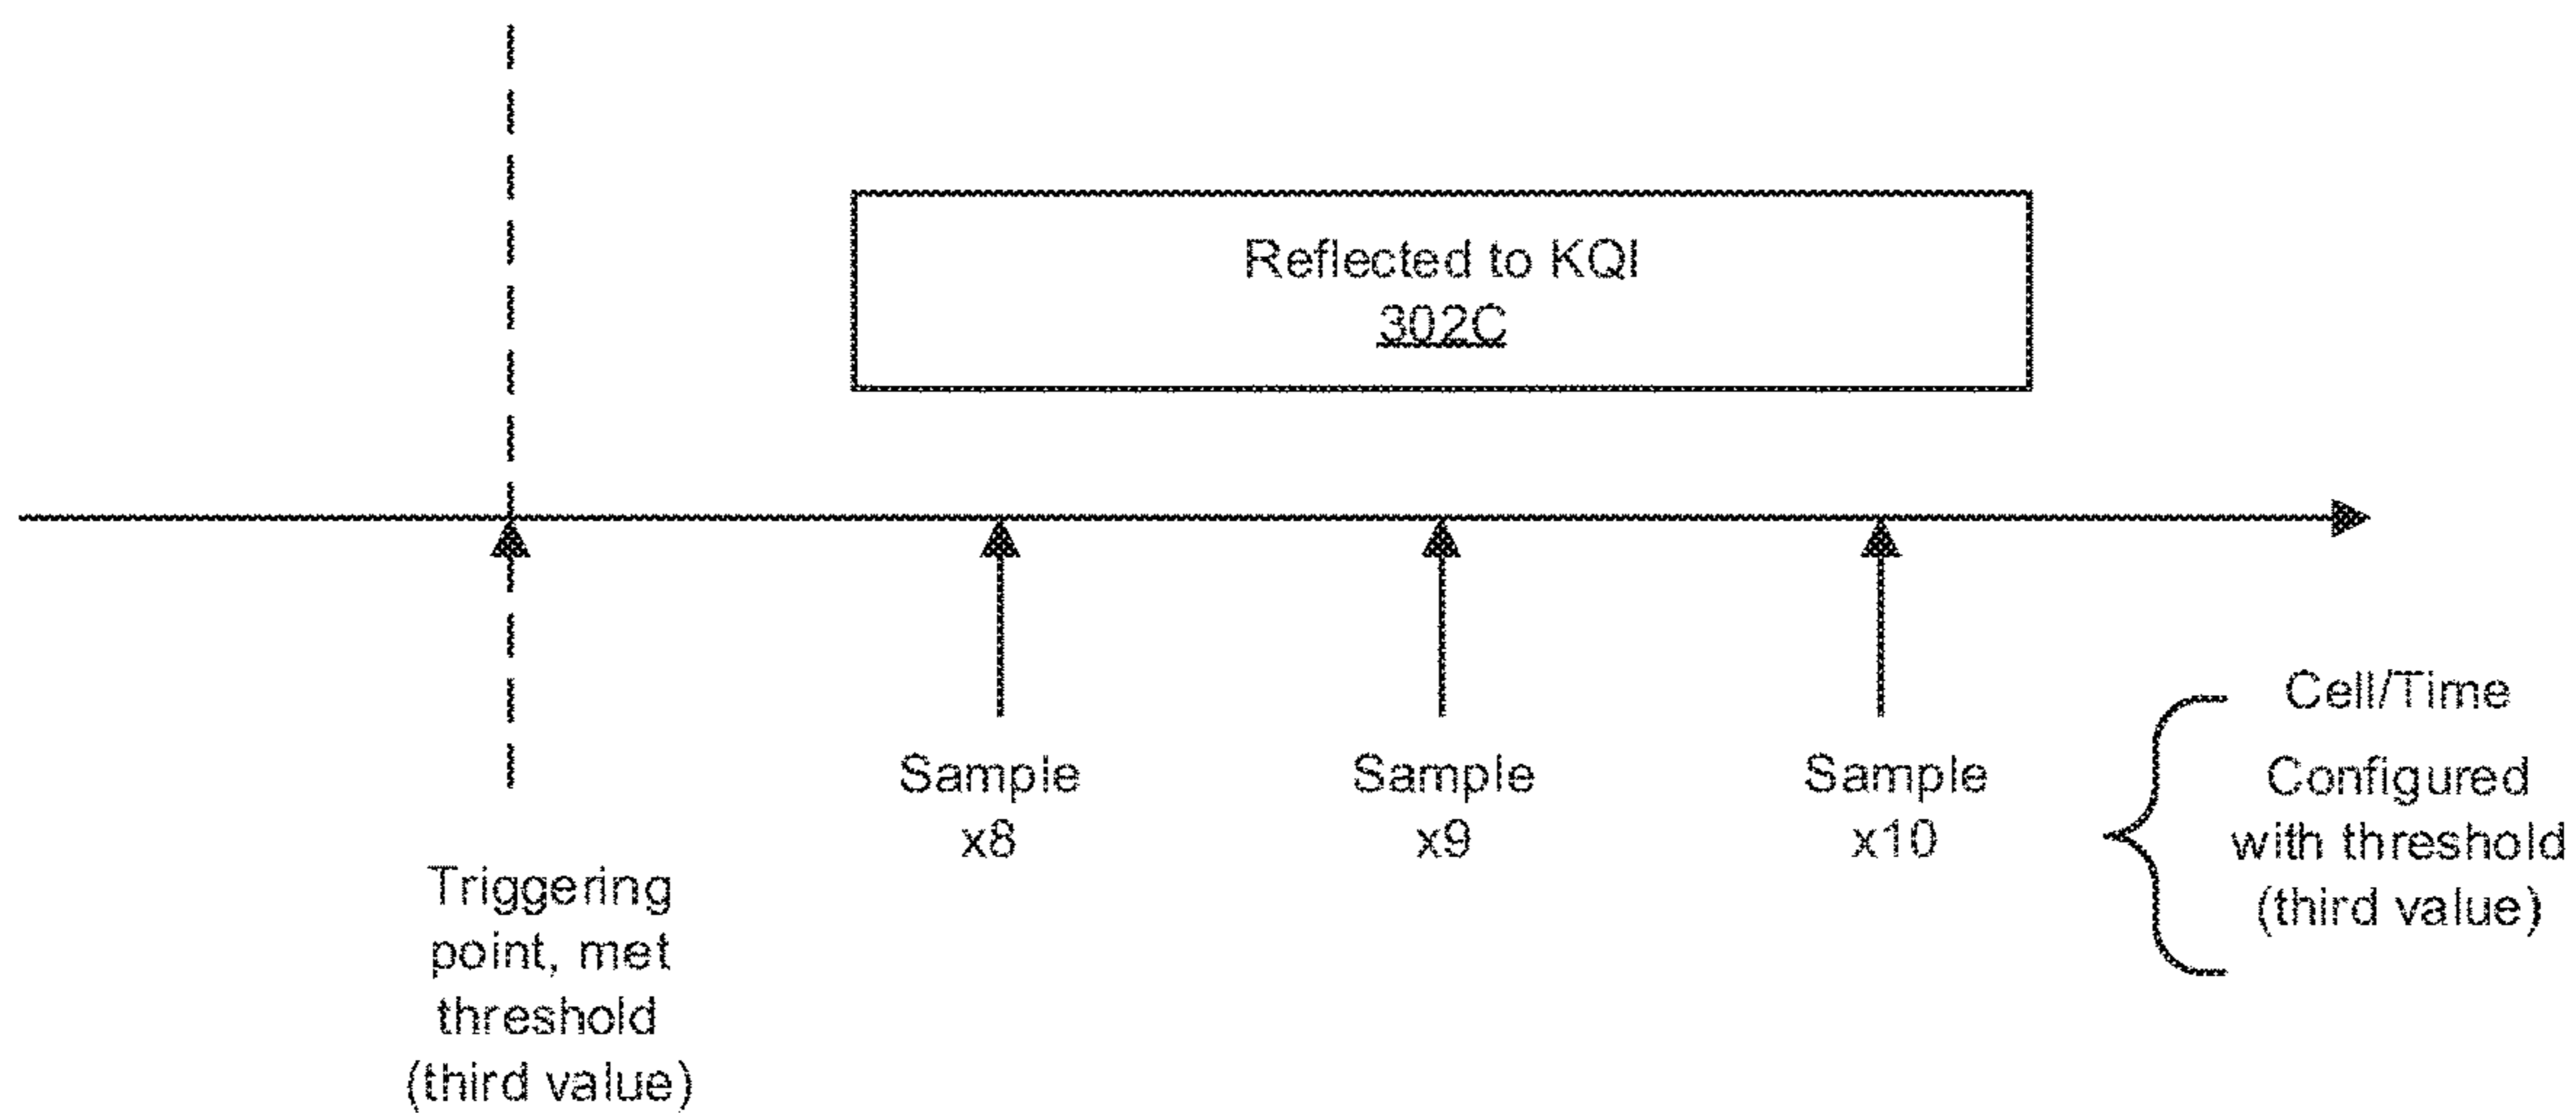 Reflected to KQI
302C
Sample
x8
Sample
x9
Sample
x10
Cell/Time
Configured
with threshold
(third value)
Triggering
point, met
threshold
(third value)